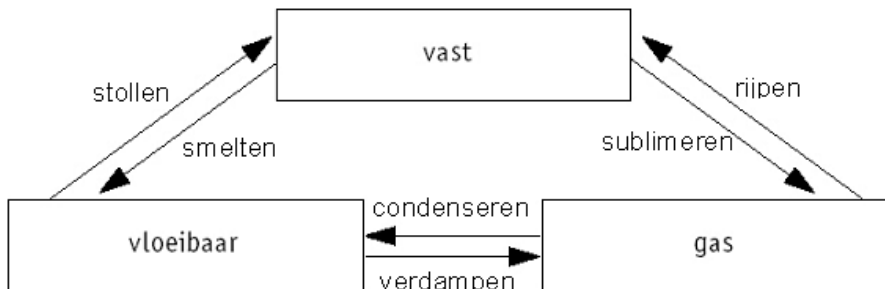 vast
stollen
rijpen
smelten
sublimeren
condenseren
vloeibaar
gas
verdampen